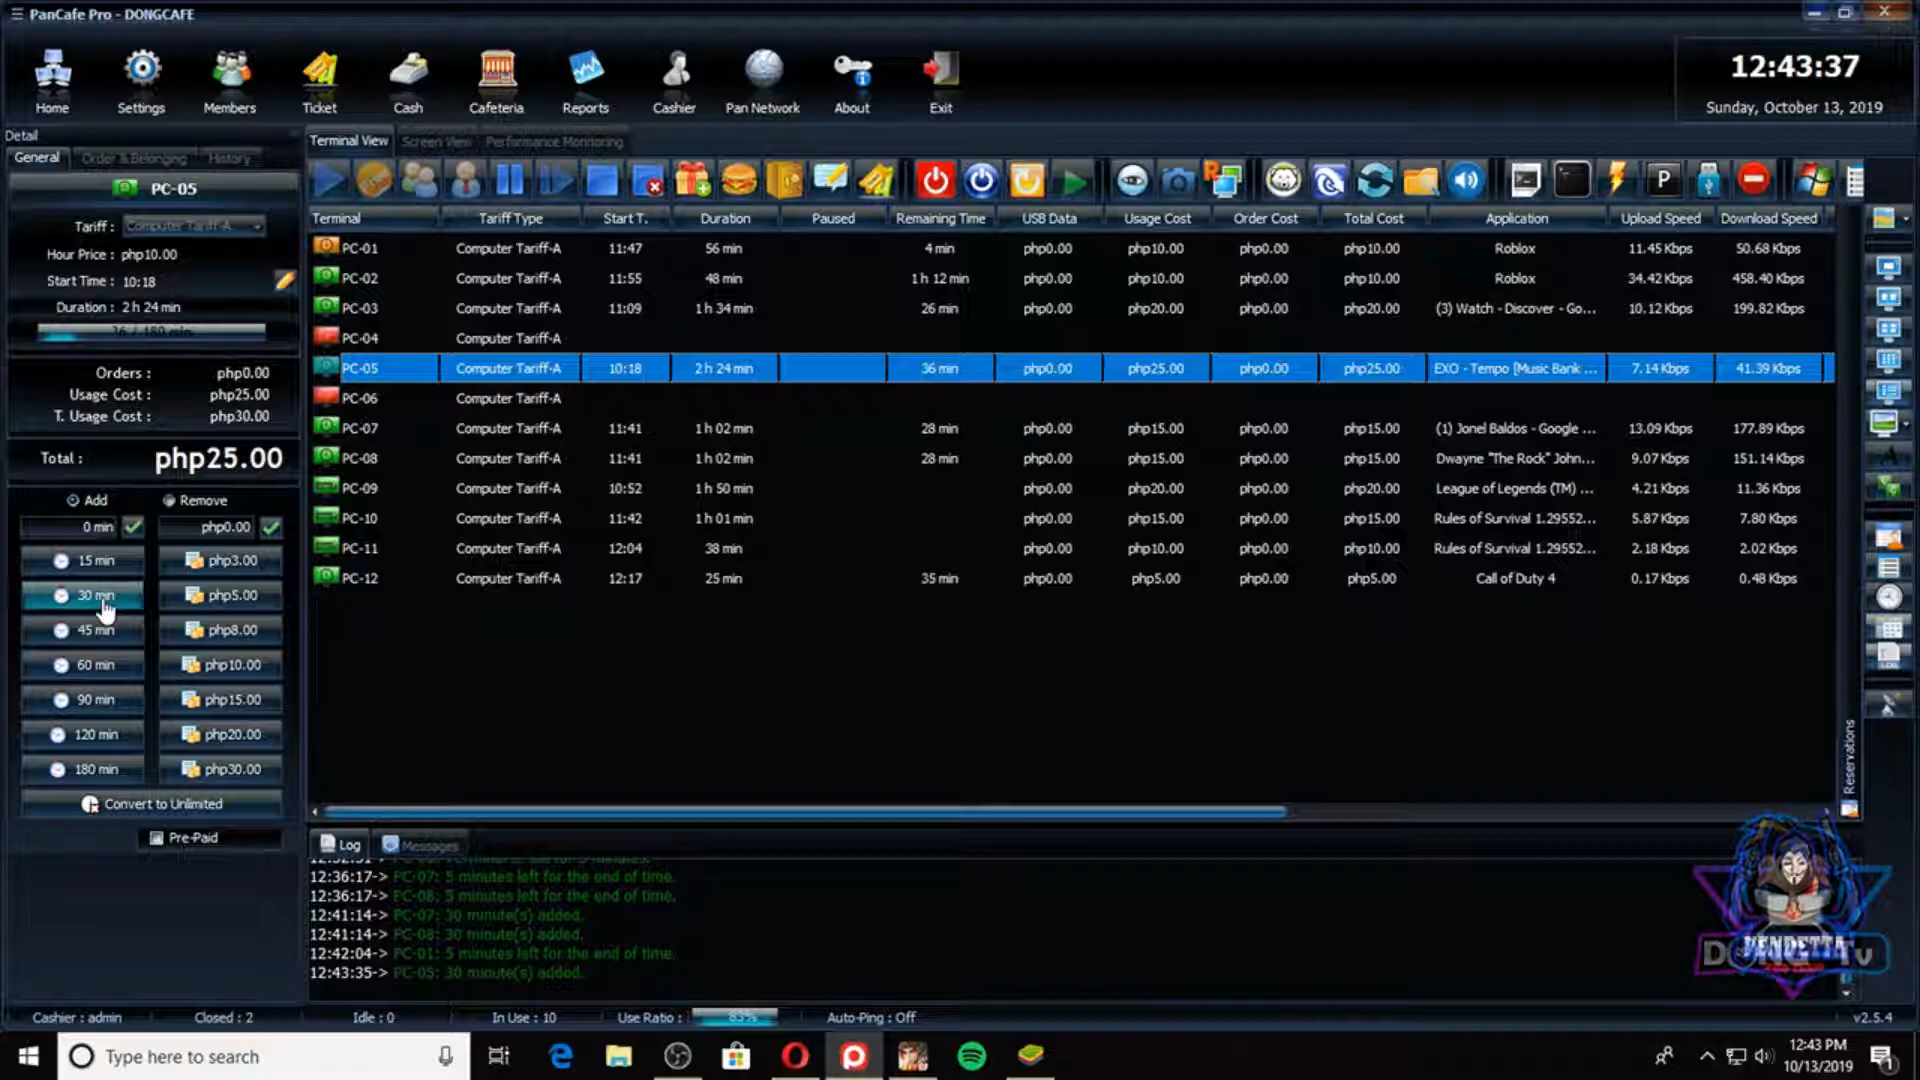 PanCafe Pro - DONGCAFE
Home
Settings
Members
Ticket
Cash
Cafeteria
Reports
Cashier
Pan Network
About
Exit
12:43:37
Sunday, October 13, 2019
Detail
General
Order & Belonging
History
PC-05
Tariff :
Computer Tariff-A
Hour Price : php10.00
Start Time : 10:18
Duration : 2 h 24 min
Orders : php0.00
Usage Cost : php25.00
T. Usage Cost : php30.00
Total : php25.00
Add
Remove
0 min
php0.00
15 min
php3.00
30 min
php5.00
45 min
php8.00
60 min
php10.00
90 min
php15.00
120 min
php20.00
180 min
php30.00
Convert to Unlimited
Pre-Paid
Terminal View
Screen View
Performance Monitoring
Terminal Tariff Type Start T. Duration Paused Remaining Time USB Data Usage Cost Order Cost Total Cost Application Upload Speed Download Speed
PC-01 Computer Tariff-A 11:47 56 min 4 min php0.00 php10.00 php0.00 php10.00 Roblox 11.45 Kbps 50.68 Kbps
PC-02 Computer Tariff-A 11:55 48 min 1 h 12 min php0.00 php10.00 php0.00 php10.00 Roblox 34.42 Kbps 458.40 Kbps
PC-03 Computer Tariff-A 11:09 1 h 34 min 26 min php0.00 php20.00 php0.00 php20.00 (3) Watch - Discover - Go... 10.12 Kbps 199.82 Kbps
PC-04 Computer Tariff-A
PC-05 Computer Tariff-A 10:18 2 h 24 min 36 min php0.00 php25.00 php0.00 php25.00 EXO - Tempo [Music Bank ... 7.14 Kbps 41.39 Kbps
PC-06 Computer Tariff-A
PC-07 Computer Tariff-A 11:41 1 h 02 min 28 min php0.00 php15.00 php0.00 php15.00 (1) Jonel Baldos - Google ... 13.09 Kbps 177.89 Kbps
PC-08 Computer Tariff-A 11:41 1 h 02 min 28 min php0.00 php15.00 php0.00 php15.00 Dwayne "The Rock" John... 9.07 Kbps 151.14 Kbps
PC-09 Computer Tariff-A 10:52 1 h 50 min php0.00 php20.00 php0.00 php20.00 League of Legends (TM) ... 4.21 Kbps 11.36 Kbps
PC-10 Computer Tariff-A 11:42 1 h 01 min php0.00 php15.00 php0.00 php15.00 Rules of Survival 1.29552... 5.87 Kbps 7.80 Kbps
PC-11 Computer Tariff-A 12:04 38 min php0.00 php10.00 php0.00 php10.00 Rules of Survival 1.29552... 2.18 Kbps 2.02 Kbps
PC-12 Computer Tariff-A 12:17 25 min 35 min php0.00 php5.00 php0.00 php5.00 Call of Duty 4 0.17 Kbps 0.48 Kbps
Reservations
Log
Messages
12:36:17-> PC-07: 5 minutes left for the end of time.
12:36:17-> PC-08: 5 minutes left for the end of time.
12:41:14-> PC-07: 30 minute(s) added.
12:41:14-> PC-08: 30 minute(s) added.
12:42:04-> PC-01: 5 minutes left for the end of time.
12:43:35-> PC-05: 30 minute(s) added.
Cashier : admin
Closed : 2
Idle : 0
In Use : 10
Use Ratio : 83%
Auto-Ping : Off
v2.5.4
Type here to search
12:43 PM
10/13/2019